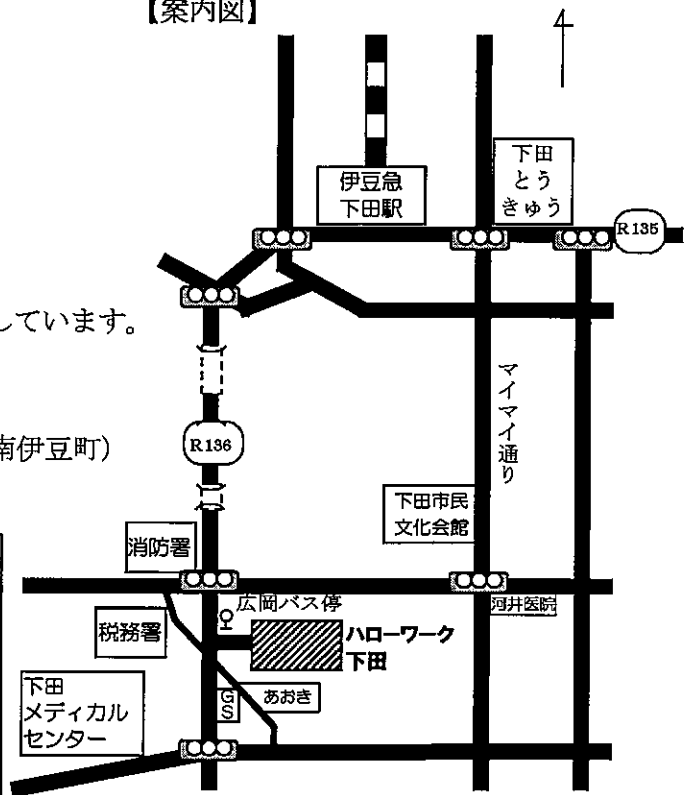 【案内図】
下田
とう
きゅう
伊豆急
下田駅
R135
しています。
マイマイ通り
R136
南伊豆町）
下田市民
文化会館
消防署
広岡バス停
河井医院
税務署
ハローワーク
下田
下田
メディカル
センター
GS
あおき